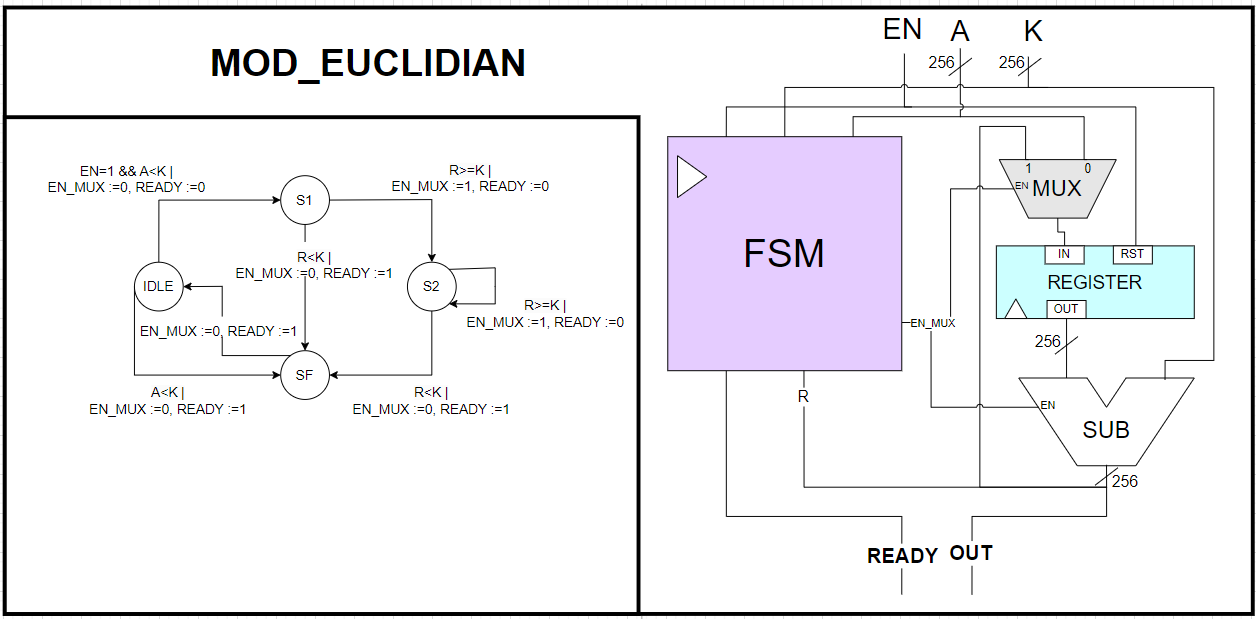 MOD_EUCLIDIAN
EN=1 && A<K |
EN_MUX :=0, READY :=0
S1
R>=K |
EN_MUX :=1, READY :=0
R<K |
EN_MUX :=0, READY :=1
IDLE
S2
R>=K |
EN_MUX :=1, READY :=0
EN_MUX :=0, READY :=1
SF
A<K |
EN_MUX :=0, READY :=1
R<K |
EN_MUX :=0, READY :=1
EN A K
256 256
1 0
EN MUX
FSM
IN RST
REGISTER
OUT
EN_MUX
256
R
EN
SUB
256
READY OUT